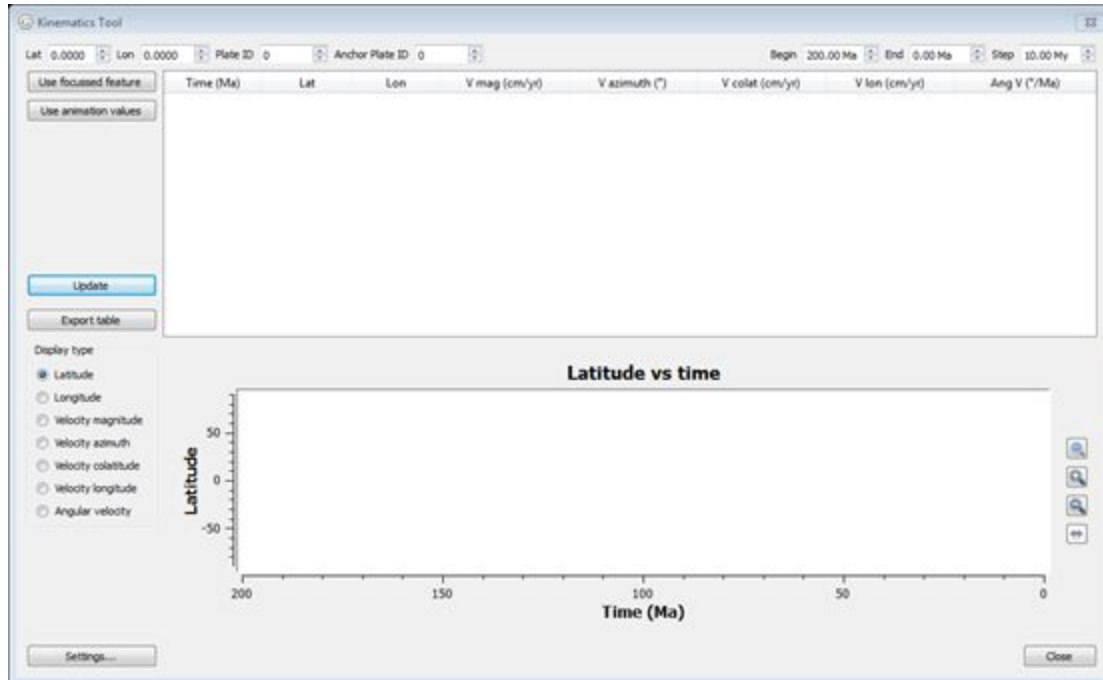 Kinematics Tool
Lat 0.0000 Lon 0.0000 Plate ID 0 Anchor Plate ID 0 Begin 200.00 Ma End 0.00 Ma Step 10.00 My
Use focussed feature
Time (Ma) Lat Lon V mag (cm/yr) V azimuth (°) V colat (cm/yr) V lon (cm/yr) Ang V (°/Ma)
Use animation values
Update
Export table
Display type
Latitude
Longitude
Velocity magnitude
Velocity azimuth
Velocity colatitude
Velocity longitude
Angular velocity
Latitude vs time
Latitude
50
0
-50
200 150 100 50 0
Time (Ma)
Settings...
Close